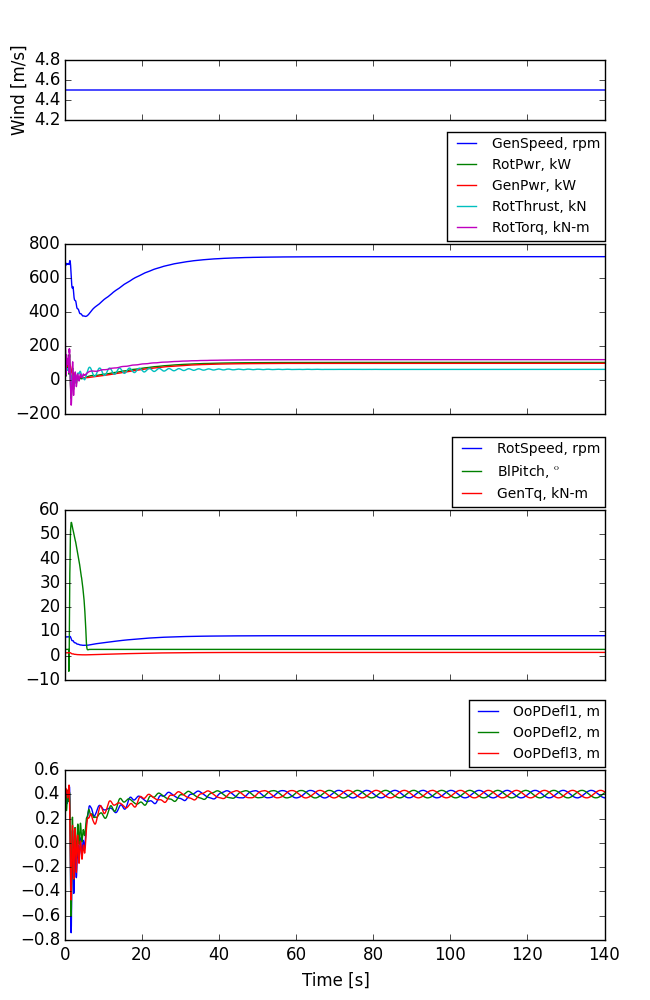 Wind [m/s]
4.8
4.6
4.4
4.2
GenSpeed, rpm
RotPwr, kW
GenPwr, kW
RotThrust, kN
RotTorq, kN-m
800
600
400
200
0
−200
RotSpeed, rpm
BlPitch, °
GenTq, kN-m
60
50
40
30
20
10
0
−10
OoPDefl1, m
OoPDefl2, m
OoPDefl3, m
0.6
0.4
0.2
0.0
−0.2
−0.4
−0.6
−0.8
0 20 40 60 80 100 120 140
Time [s]